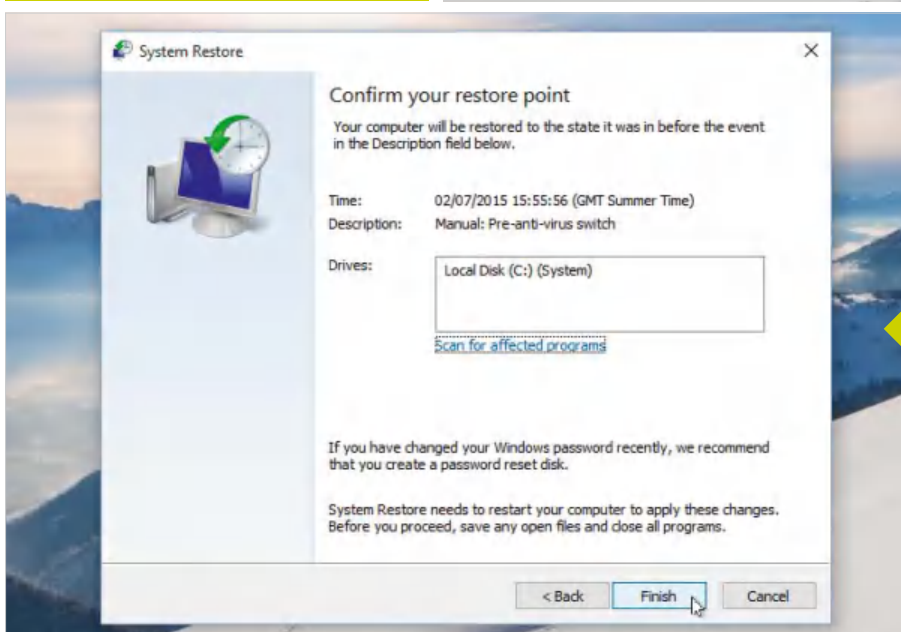 System Restore
Confirm your restore point
Your computer will be restored to the state it was in before the event
in the Description field below.
Time: 02/07/2015 15:55:56 (GMT Summer Time)
Description: Manual: Pre-anti-virus switch
Drives: Local Disk (C:) (System)
Scan for affected programs
If you have changed your Windows password recently, we recommend
that you create a password reset disk.
System Restore needs to restart your computer to apply these changes.
Before you proceed, save any open files and close all programs.
< Back Finish Cancel